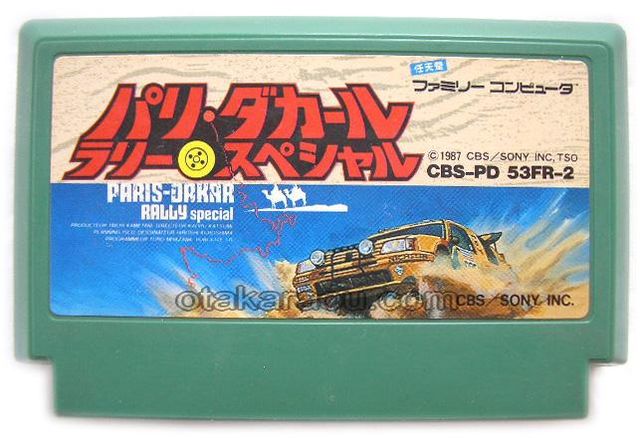 任天堂
ファミリー コンピュータ
パリ・ダカール
ラリー スペシャル
© 1987 CBS/SONY INC, TSO
CBS-PD 53FR-2
PARIS-DAKAR
RALLY special
otakaraou.com
CBS/SONY INC.